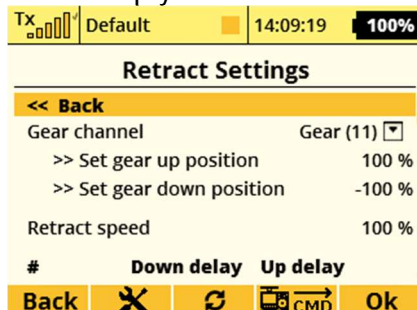 Tx Default 14:09:19 100%
Retract Settings
<< Back
Gear channel Gear (11)
>> Set gear up position 100 %
>> Set gear down position -100 %
Retract speed 100 %
# Down delay Up delay
Back CMD Ok